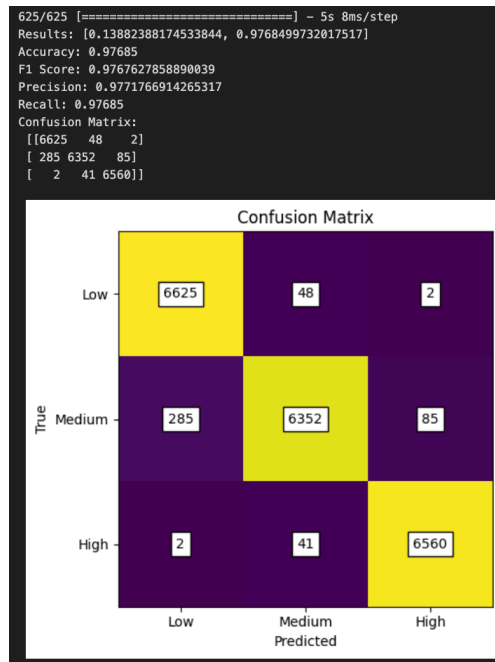 625/625 [==============================] - 5s 8ms/step
Results: [0.13882388174533844, 0.9768499732017517]
Accuracy: 0.97685
F1 Score: 0.9767627858890039
Precision: 0.9771766914265317
Recall: 0.97685
Confusion Matrix:
[[6625 48 2]
[ 285 6352 85]
[ 2 41 6560]]
Confusion Matrix
Low 6625 48 2
True
Medium 285 6352 85
High 2 41 6560
Low Medium High
Predicted